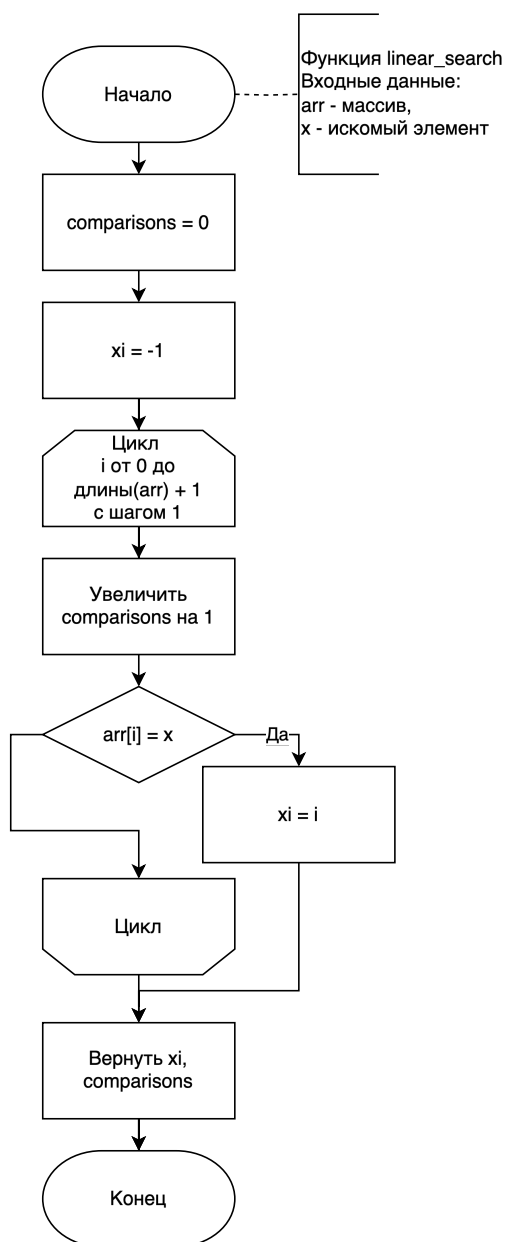 Начало
Функция linear_search
Входные данные:
arr - массив,
x - искомый элемент
comparisons = 0
xi = -1
Цикл
i от 0 до
длины(arr) + 1
с шагом 1
Увеличить
comparisons на 1
arr[i] = x
Да
xi = i
Цикл
Вернуть xi,
comparisons
Конец